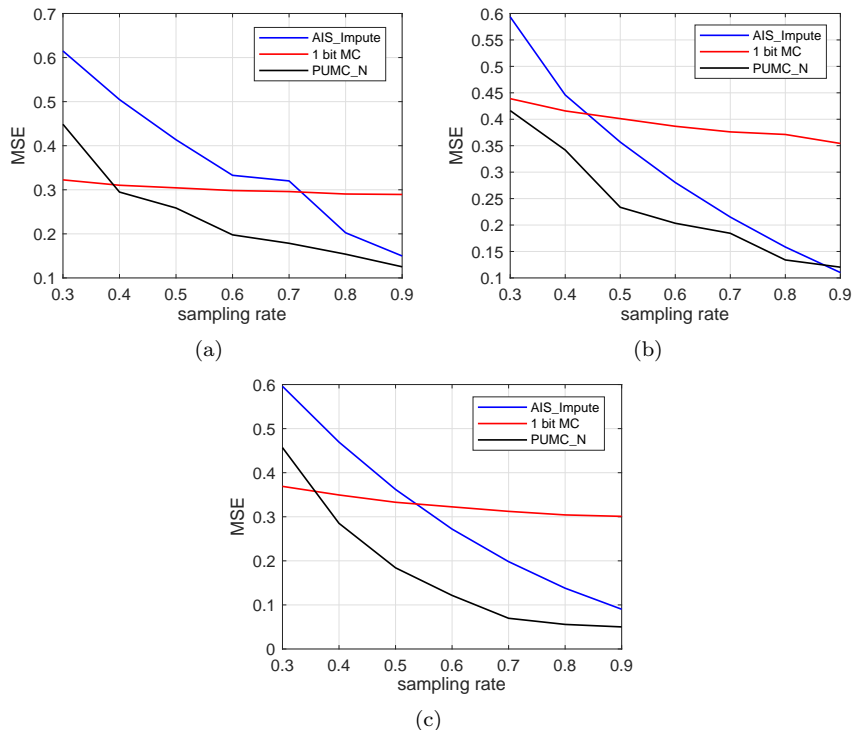 0.7
0.6
0.5
0.4
0.3
0.2
0.1
MSE
0.3 0.4 0.5 0.6 0.7 0.8 0.9
sampling rate
AIS_Impute
1 bit MC
PUMC_N
(a)
0.6
0.55
0.5
0.45
0.4
0.35
0.3
0.25
0.2
0.15
0.1
MSE
0.3 0.4 0.5 0.6 0.7 0.8 0.9
sampling rate
AIS_Impute
1 bit MC
PUMC_N
(b)
0.6
0.5
0.4
0.3
0.2
0.1
0
MSE
0.3 0.4 0.5 0.6 0.7 0.8 0.9
sampling rate
AIS_Impute
1 bit MC
PUMC_N
(c)